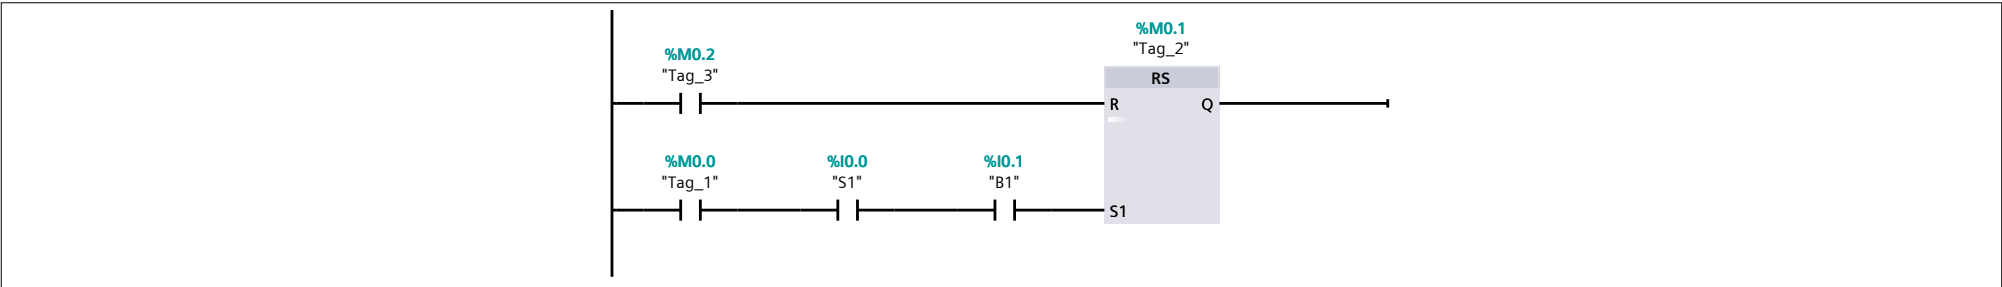 %M0.1
"Tag_2"
%M0.2
"Tag_3"
RS
R Q
%M0.0 %I0.0 %I0.1
"Tag_1" "S1" "B1"
S1